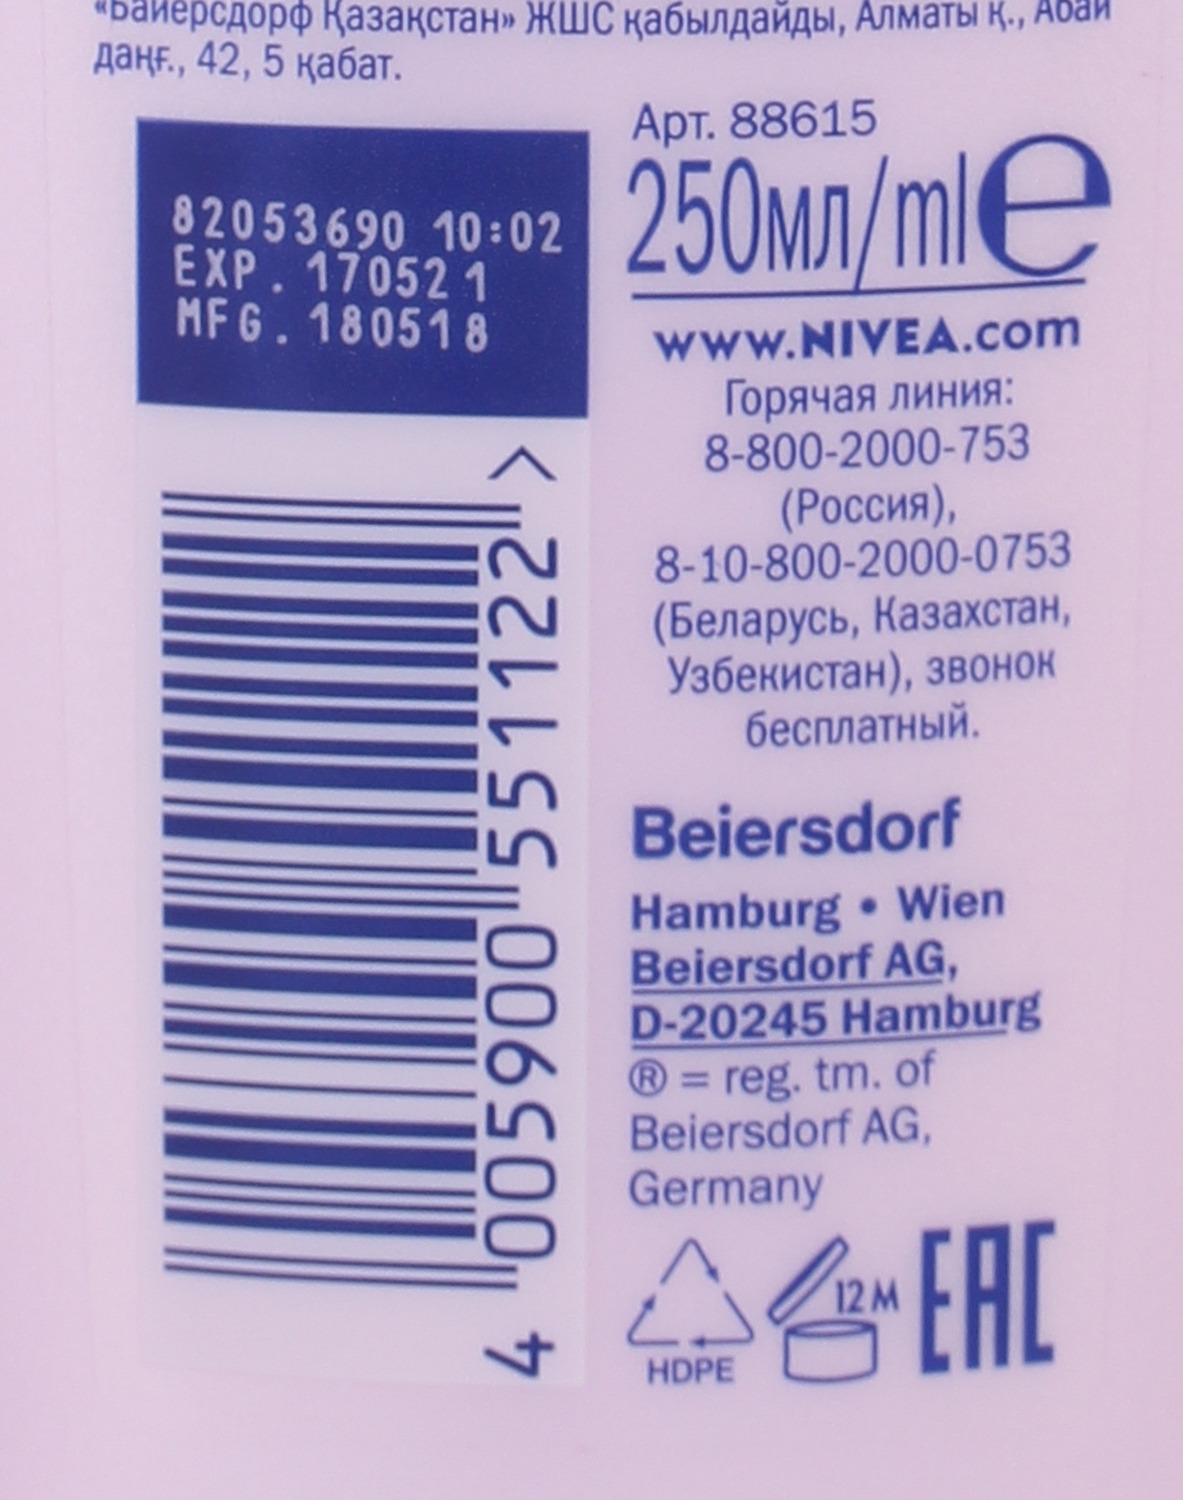 «Байерсдорф Қазақстан» ЖШС қабылдайды, Алматы қ., Абай
даңғ., 42, 5 қабат.
82053690 10:02
EXP. 170521
MFG. 180518
Арт. 88615
250мл/ml e
www.NIVEA.com
Горячая линия:
8-800-2000-753
(Россия),
8-10-800-2000-0753
(Беларусь, Казахстан,
Узбекистан), звонок
бесплатный.
4 005900 551122 >
Beiersdorf
Hamburg • Wien
Beiersdorf AG,
D-20245 Hamburg
® = reg. tm. of
Beiersdorf AG,
Germany
HDPE
12 M
EAC